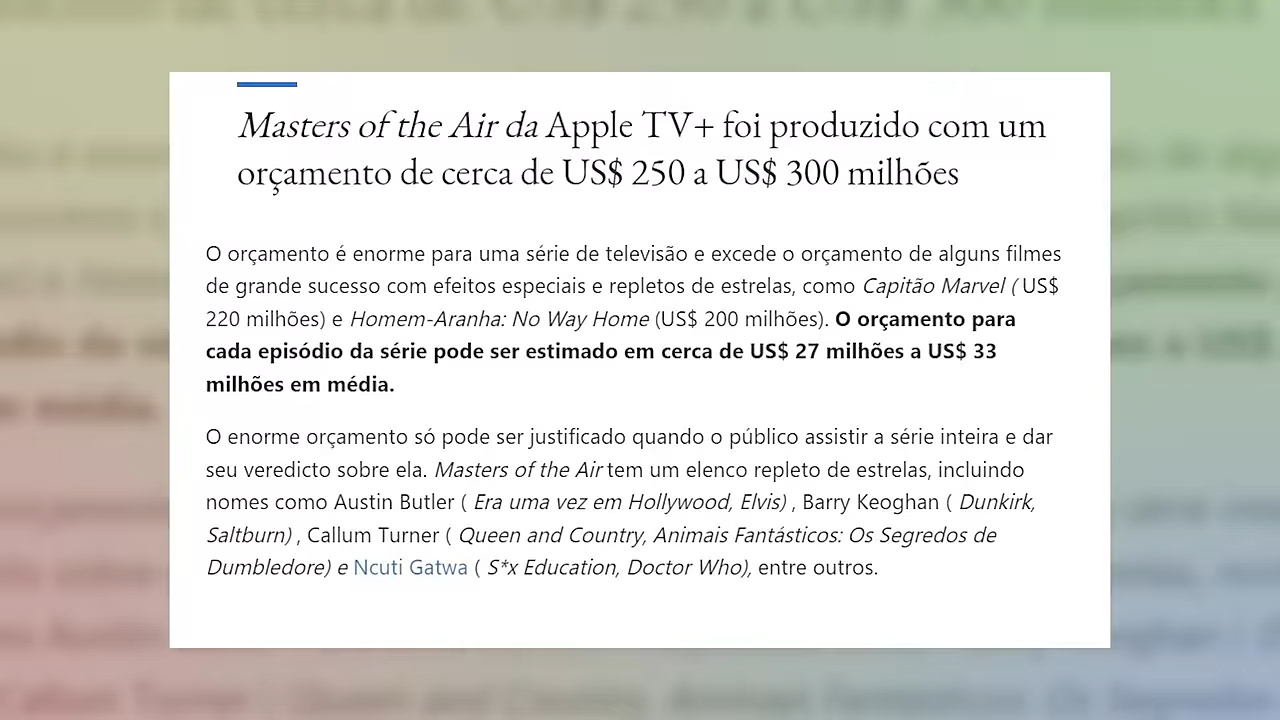 Masters of the Air da Apple TV+ foi produzido com um
orçamento de cerca de US$ 250 a US$ 300 milhões
O orçamento é enorme para uma série de televisão e excede o orçamento de alguns filmes
de grande sucesso com efeitos especiais e repletos de estrelas, como Capitão Marvel ( US$
220 milhões) e Homem-Aranha: No Way Home (US$ 200 milhões). O orçamento para
cada episódio da série pode ser estimado em cerca de US$ 27 milhões a US$ 33
milhões em média.
O enorme orçamento só pode ser justificado quando o público assistir a série inteira e dar
seu veredicto sobre ela. Masters of the Air tem um elenco repleto de estrelas, incluindo
nomes como Austin Butler ( Era uma vez em Hollywood, Elvis) , Barry Keoghan ( Dunkirk,
Saltburn) , Callum Turner ( Queen and Country, Animais Fantásticos: Os Segredos de
Dumbledore) e Ncuti Gatwa ( S*x Education, Doctor Who), entre outros.